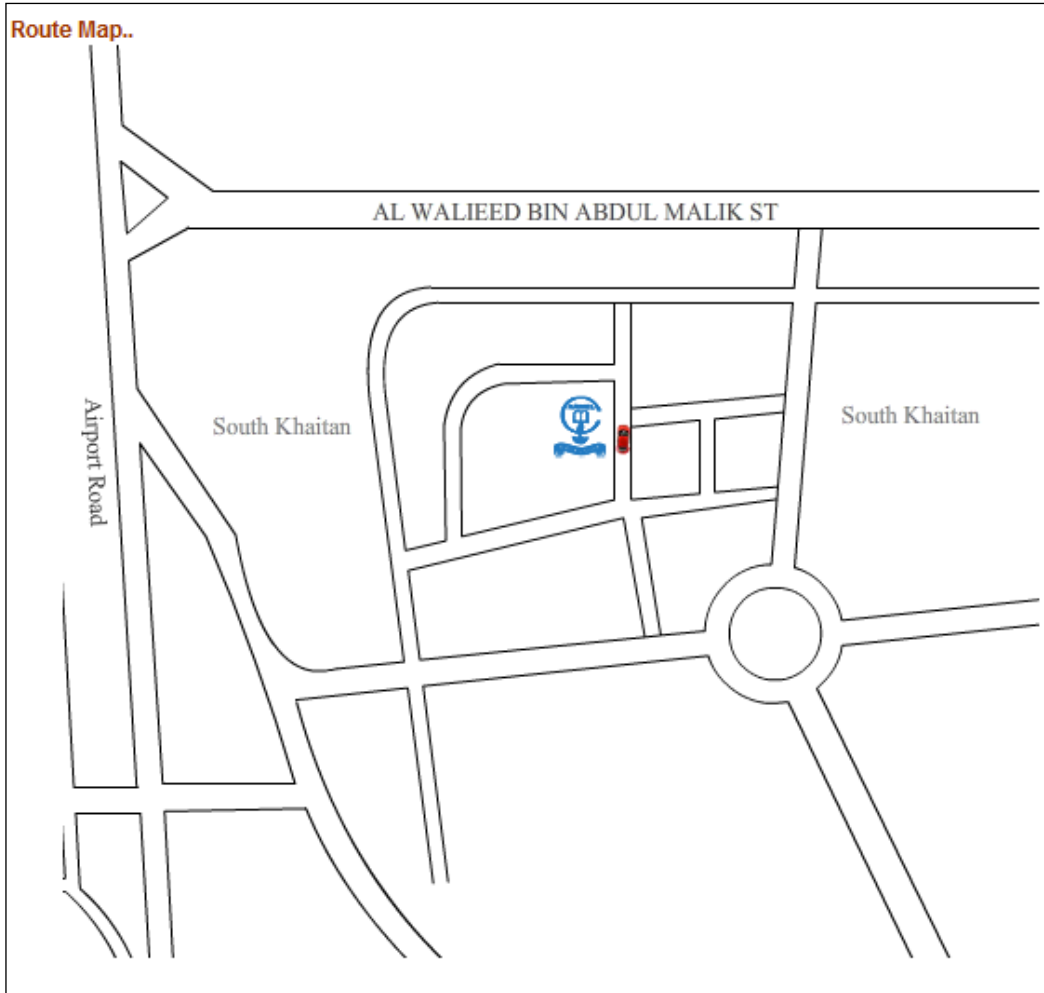 Route Map..
AL WALIEED BIN ABDUL MALIK ST
South Khaitan
South Khaitan
Airport Road